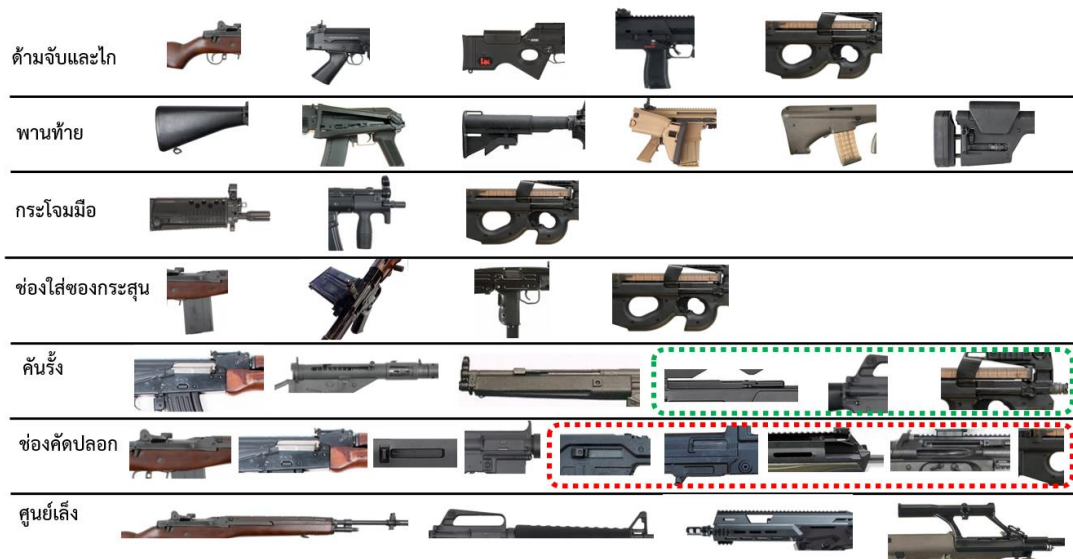 ด้ามจับและไก
พานท้าย
กระโจมมือ
ช่องใส่ซองกระสุน
คันรั้ง
ช่องคัดปลอก
ศูนย์เล็ง